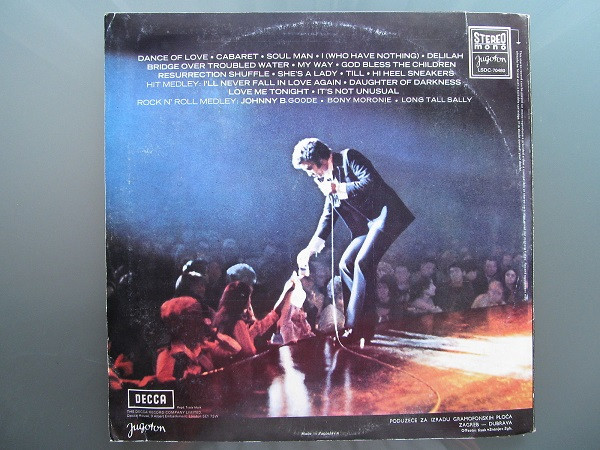 DANCE OF LOVE • CABARET • SOUL MAN • I (WHO HAVE NOTHING) • DELILAH
BRIDGE OVER TROUBLED WATER • MY WAY • GOD BLESS THE CHILDREN
RESURRECTION SHUFFLE • SHE'S A LADY • TILL • HI HEEL SNEAKERS
HIT MEDLEY: I'LL NEVER FALL IN LOVE AGAIN • DAUGHTER OF DARKNESS
LOVE ME TONIGHT • IT'S NOT UNUSUAL
ROCK N' ROLL MEDLEY: JOHNNY B. GOODE • BONY MORONIE • LONG TALL SALLY
STEREO
mono
Jugoton
DECCA
THE DECCA RECORD COMPANY LIMITED
Jugoton
Made in Yugoslavia
PODUZEĆE ZA IZRADU GRAMOFONSKIH PLOČA
ZAGREB — DUBRAVA